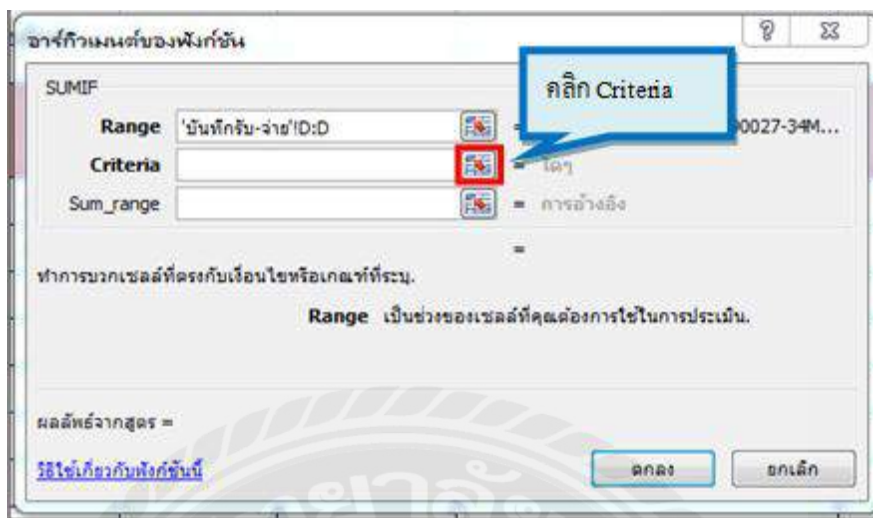 อาร์กิวเมนต์ของฟังก์ชัน
SUMIF
คลิก Criteria
Range 'บันทึกรับ-จ่าย'!D:D = 0027-34M...
Criteria = ใดๆ
Sum_range = การอ้างอิง
=
ทำการบวกเซลล์ที่ตรงกับเงื่อนไขหรือเกณฑ์ที่ระบุ.
Range เป็นช่วงของเซลล์ที่คุณต้องการใช้ในการประเมิน.
ผลลัพธ์จากสูตร =
วิธีใช้เกี่ยวกับฟังก์ชันนี้
ตกลง
ยกเลิก